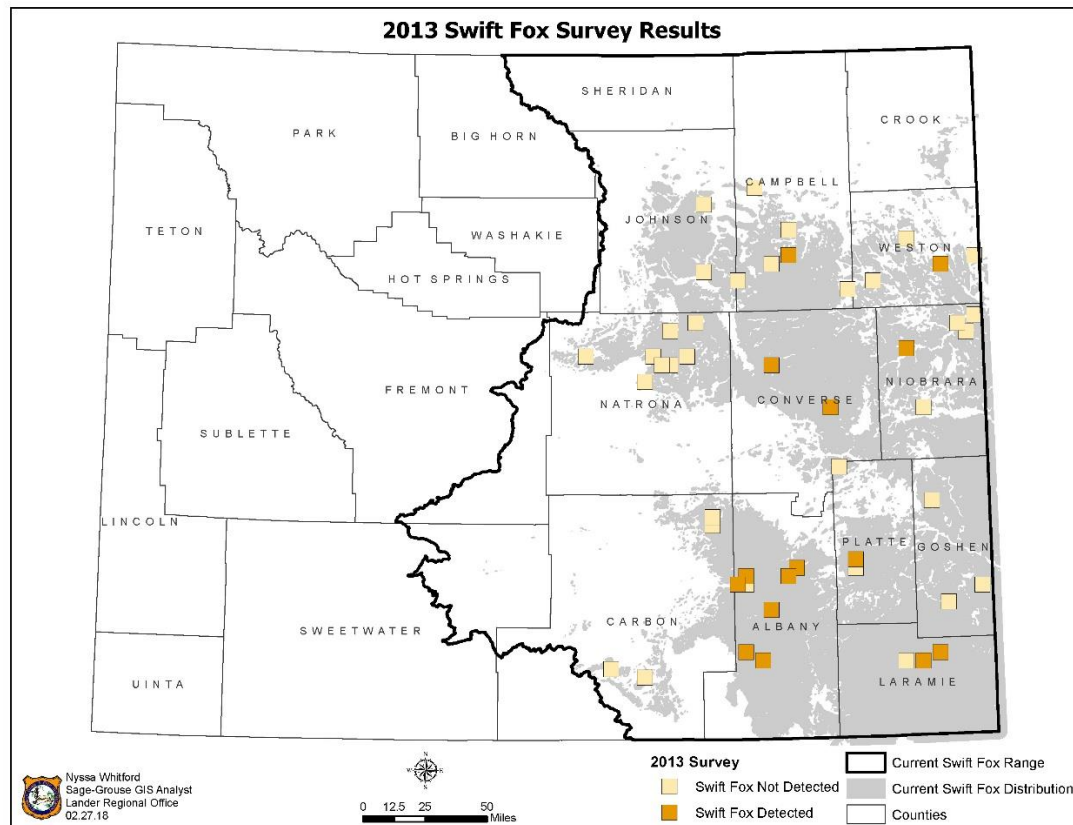 2013 Swift Fox Survey Results
SHERIDAN
CROOK
PARK
BIG HORN
CAMPBELL
JOHNSON
TETON
WASHAKIE
WESTON
HOT SPRINGS
FREMONT
NIOBRARA
CONVERSE
NATRONA
SUBLETTE
LINCOLN
PLATTE
GOSHEN
CARBON
ALBANY
SWEETWATER
UINTA
LARAMIE
Nyssa Whitford
Sage-Grouse GIS Analyst
Lander Regional Office
02.27.18
N
W E
S
0 12.5 25 50
Miles
2013 Survey
Swift Fox Not Detected
Swift Fox Detected
Current Swift Fox Range
Current Swift Fox Distribution
Counties